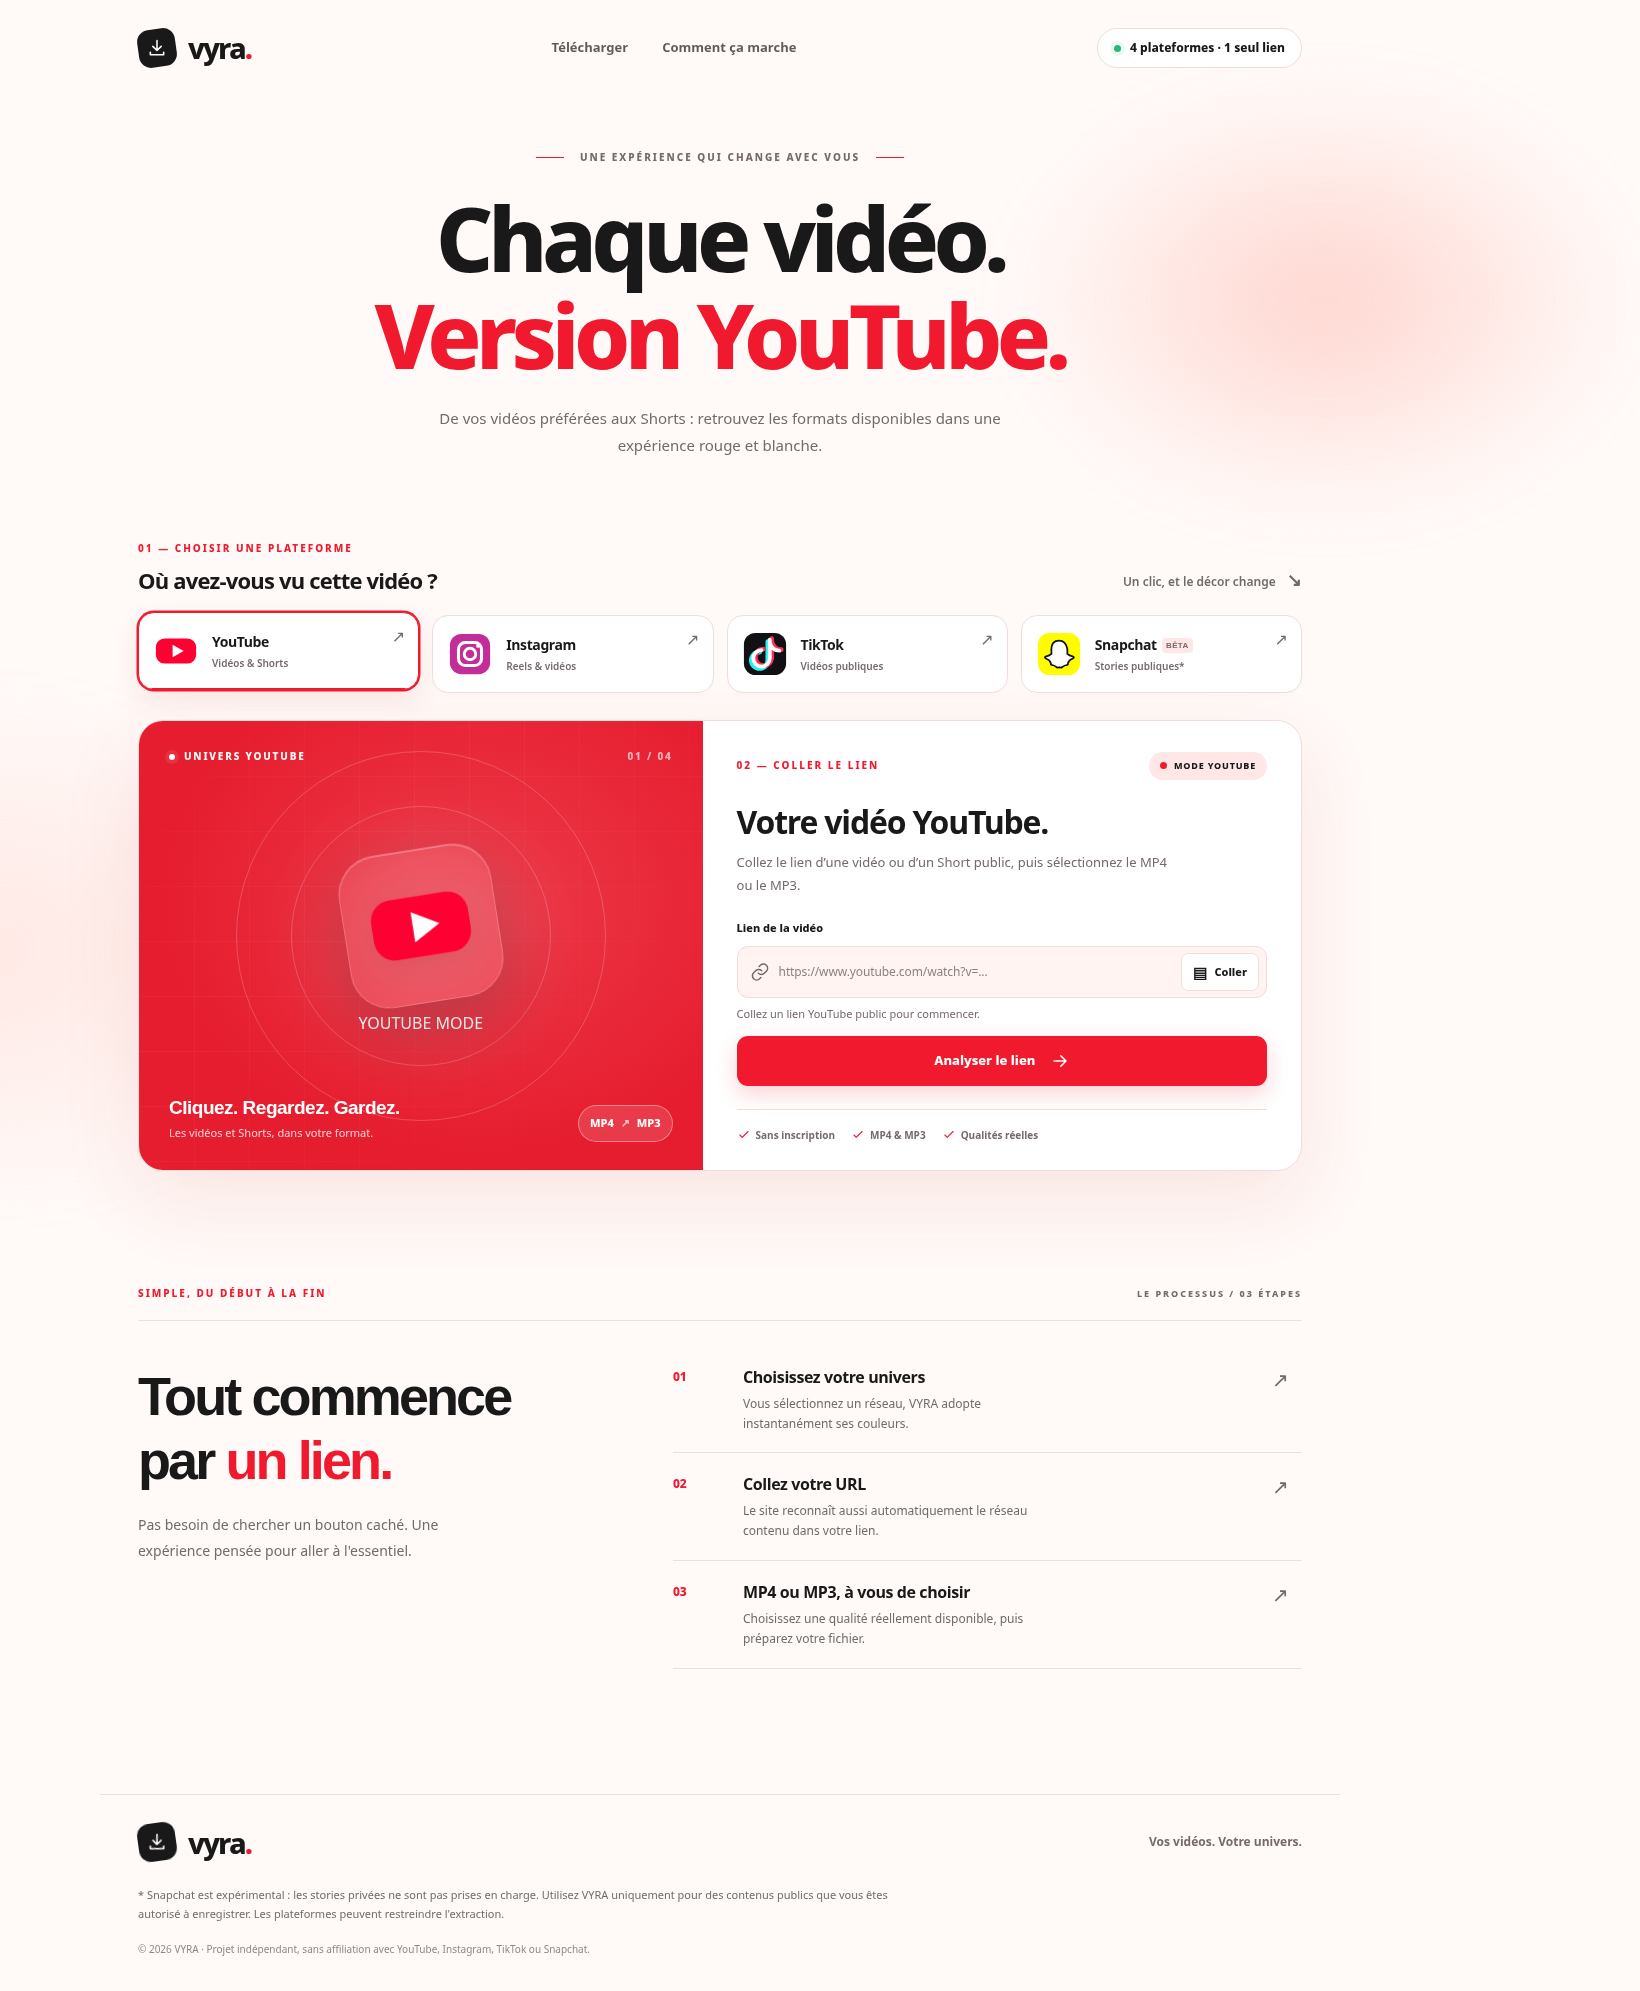 vyra.
Télécharger
Comment ça marche
4 plateformes · 1 seul lien
UNE EXPÉRIENCE QUI CHANGE AVEC VOUS
Chaque vidéo.
Version YouTube.
De vos vidéos préférées aux Shorts : retrouvez les formats disponibles dans une
expérience rouge et blanche.
01 — CHOISIR UNE PLATEFORME
Où avez-vous vu cette vidéo ?
Un clic, et le décor change ↘
YouTube ↗
Vidéos & Shorts
Instagram ↗
Reels & vidéos
TikTok ↗
Vidéos publiques
Snapchat BÊTA ↗
Stories publiques*
UNIVERS YOUTUBE
01 / 04
YOUTUBE MODE
Cliquez. Regardez. Gardez.
Les vidéos et Shorts, dans votre format.
MP4 ↗ MP3
02 — COLLER LE LIEN
MODE YOUTUBE
Votre vidéo YouTube.
Collez le lien d’une vidéo ou d’un Short public, puis sélectionnez le MP4
ou le MP3.
Lien de la vidéo
https://www.youtube.com/watch?v=...
▤ Coller
Collez un lien YouTube public pour commencer.
Analyser le lien →
✓ Sans inscription
✓ MP4 & MP3
✓ Qualités réelles
SIMPLE, DU DÉBUT À LA FIN
LE PROCESSUS / 03 ÉTAPES
Tout commence
par un lien.
Pas besoin de chercher un bouton caché. Une
expérience pensée pour aller à l'essentiel.
01
Choisissez votre univers ↗
Vous sélectionnez un réseau, VYRA adopte
instantanément ses couleurs.
02
Collez votre URL ↗
Le site reconnaît aussi automatiquement le réseau
contenu dans votre lien.
03
MP4 ou MP3, à vous de choisir ↗
Choisissez une qualité réellement disponible, puis
préparez votre fichier.
vyra.
Vos vidéos. Votre univers.
* Snapchat est expérimental : les stories privées ne sont pas prises en charge. Utilisez VYRA uniquement pour des contenus publics que vous êtes
autorisé à enregistrer. Les plateformes peuvent restreindre l'extraction.
© 2026 VYRA · Projet indépendant, sans affiliation avec YouTube, Instagram, TikTok ou Snapchat.